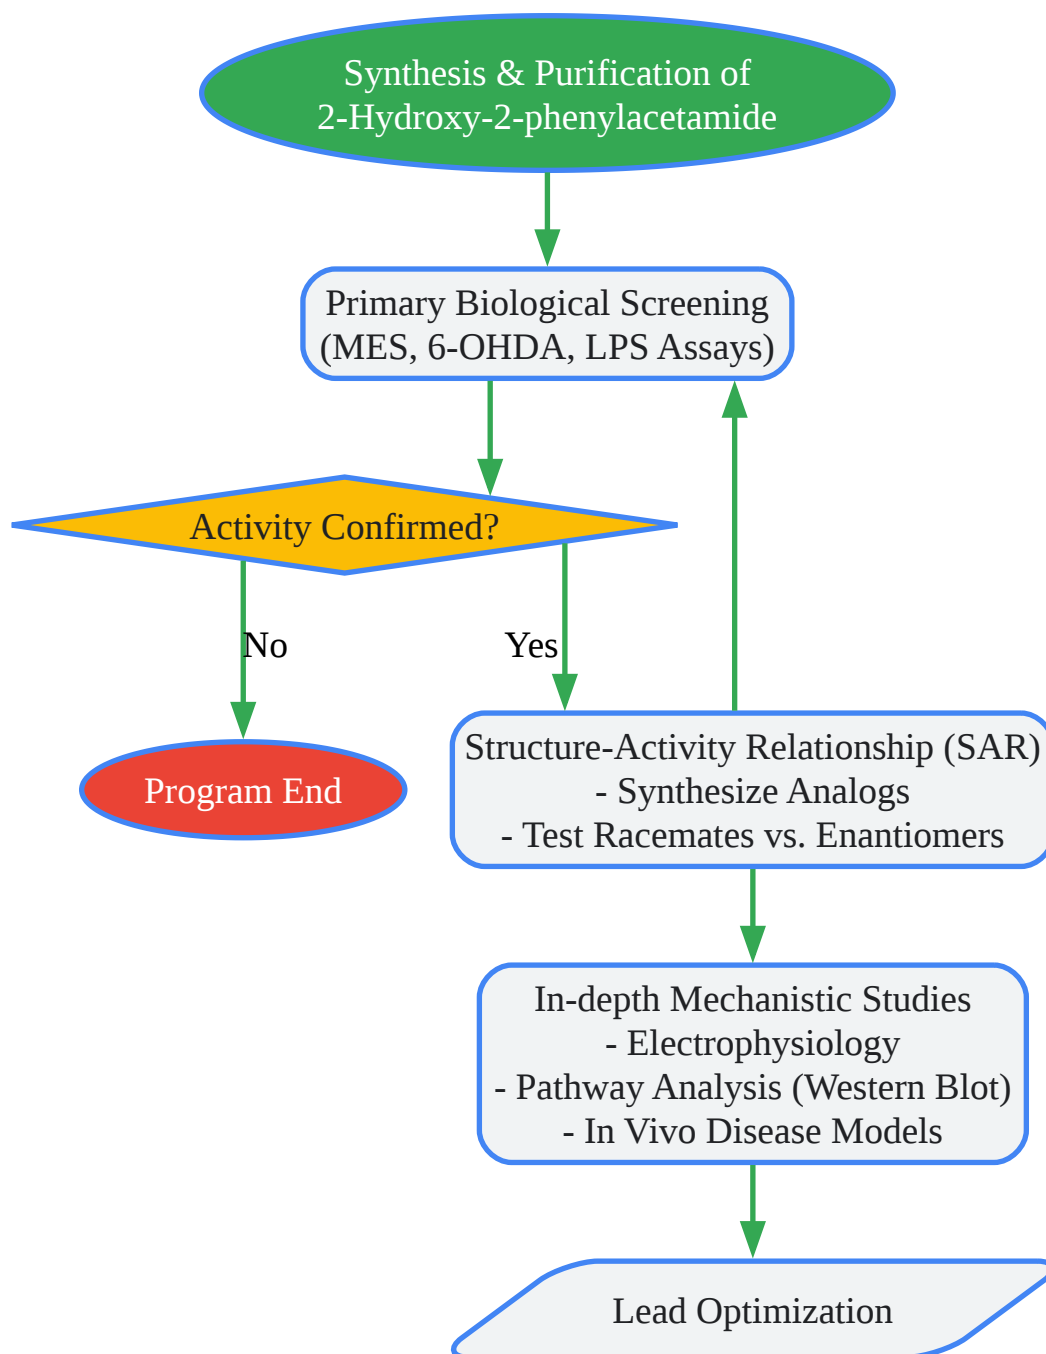 Synthesis & Purification of
2-Hydroxy-2-phenylacetamide
Primary Biological Screening
(MES, 6-OHDA, LPS Assays)
Activity Confirmed?
No
Yes
Program End
Structure-Activity Relationship (SAR)
- Synthesize Analogs
- Test Racemates vs. Enantiomers
In-depth Mechanistic Studies
- Electrophysiology
- Pathway Analysis (Western Blot)
- In Vivo Disease Models
Lead Optimization